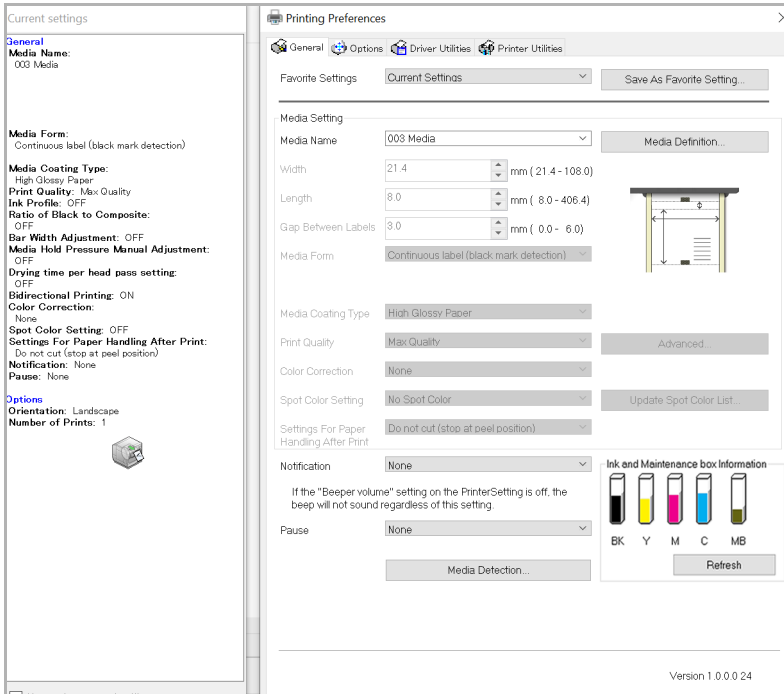 Current settings
General
Media Name:
003 Media
Media Form:
Continuous label (black mark detection)
Media Coating Type:
High Glossy Paper
Print Quality: Max Quality
Ink Profile: OFF
Ratio of Black to Composite:
OFF
Bar Width Adjustment: OFF
Media Hold Pressure Manual Adjustment:
OFF
Drying time per head pass setting:
OFF
Bidirectional Printing: ON
Color Correction:
None
Spot Color Setting: OFF
Settings For Paper Handling After Print:
Do not cut (stop at peel position)
Notification: None
Pause: None
Options
Orientation: Landscape
Number of Prints: 1
Printing Preferences
General Options Driver Utilities Printer Utilities
Favorite Settings Current Settings Save As Favorite Setting...
Media Setting
Media Name 003 Media Media Definition...
Width 21.4 mm ( 21.4 - 108.0)
Length 8.0 mm ( 8.0 - 406.4)
Gap Between Labels 3.0 mm ( 0.0 - 6.0)
Media Form Continuous label (black mark detection)
Media Coating Type High Glossy Paper
Print Quality Max Quality Advanced...
Color Correction None
Spot Color Setting No Spot Color Update Spot Color List...
Settings For Paper Handling After Print Do not cut (stop at peel position)
Notification None
If the "Beeper volume" setting on the PrinterSetting is off, the
beep will not sound regardless of this setting.
Pause None
Media Detection...
Ink and Maintenance box Information
BK Y M C MB
Refresh
Version 1.0.0.0 24